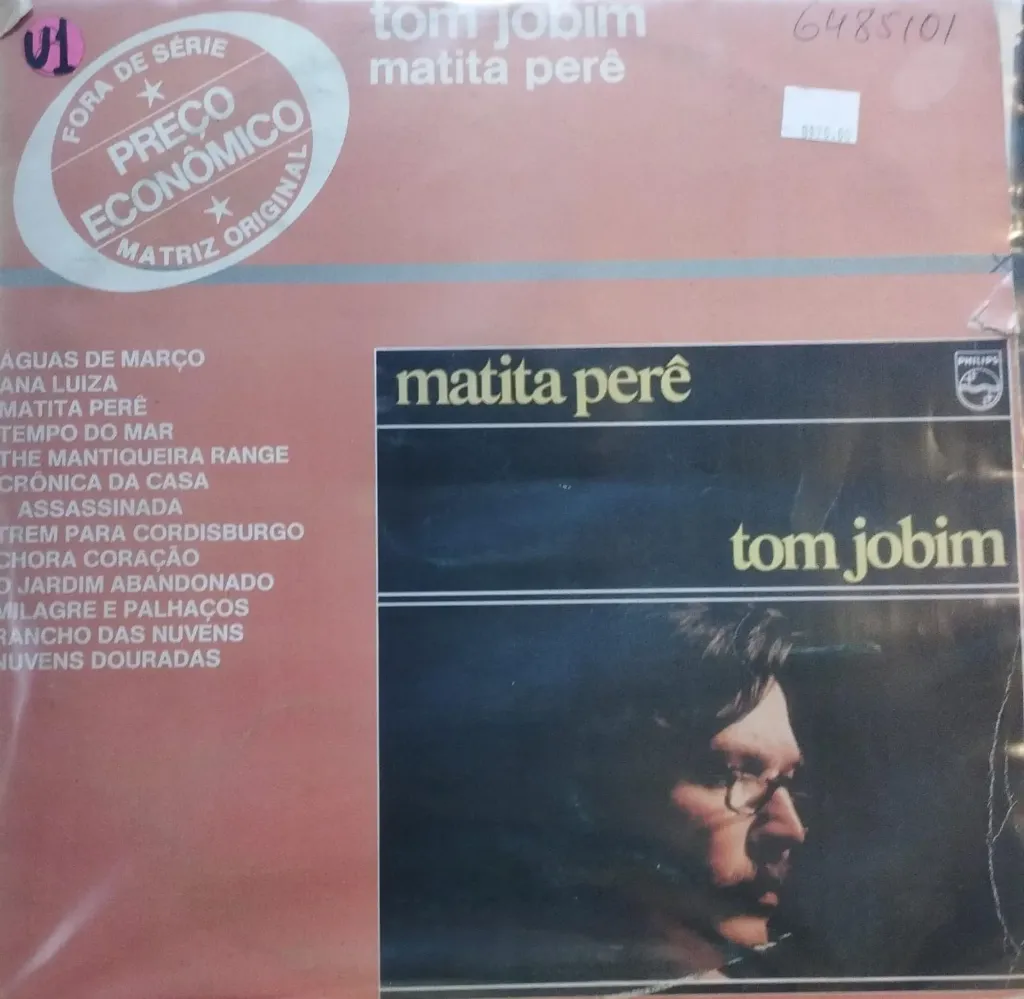 U1
tom jobim
6485101
matita perê
FORA DE SÉRIE
PREÇO
ECONÔMICO
MATRIZ ORIGINAL
ÁGUAS DE MARÇO
ANA LUIZA
MATITA PERÊ
TEMPO DO MAR
THE MANTIQUEIRA RANGE
CRÔNICA DA CASA
ASSASSINADA
TREM PARA CORDISBURGO
CHORA CORAÇÃO
O JARDIM ABANDONADO
MILAGRE E PALHAÇOS
RANCHO DAS NUVENS
NUVENS DOURADAS
matita perê
PHILIPS
tom jobim